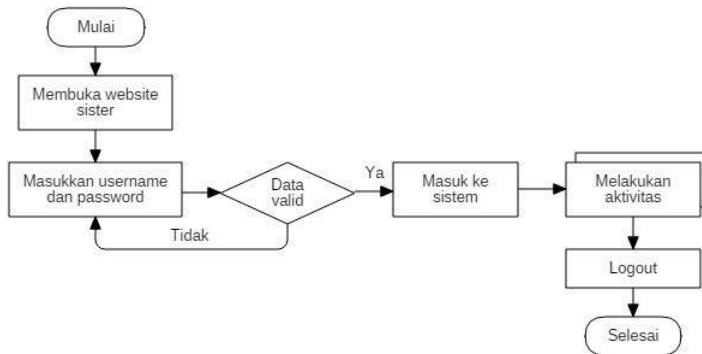 Mulai
Membuka website
sister
Masukkan username
dan password
Data
valid
Ya
Tidak
Masuk ke
sistem
Melakukan
aktivitas
Logout
Selesai